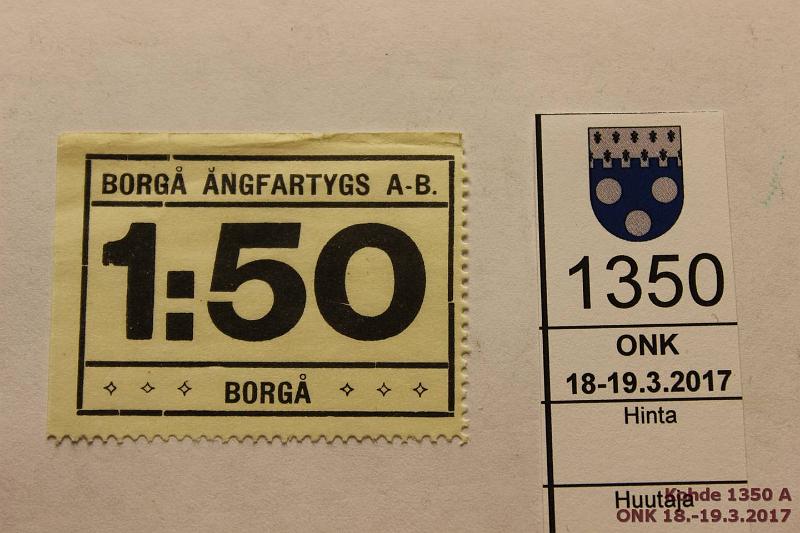 BORGÅ ÅNGFARTYGS A-B.
1:50
BORGÅ
1350
ONK
18-19.3.2017
Hinta
Huutaja
Kohde 1350 A
ONK 18.-19.3.2017